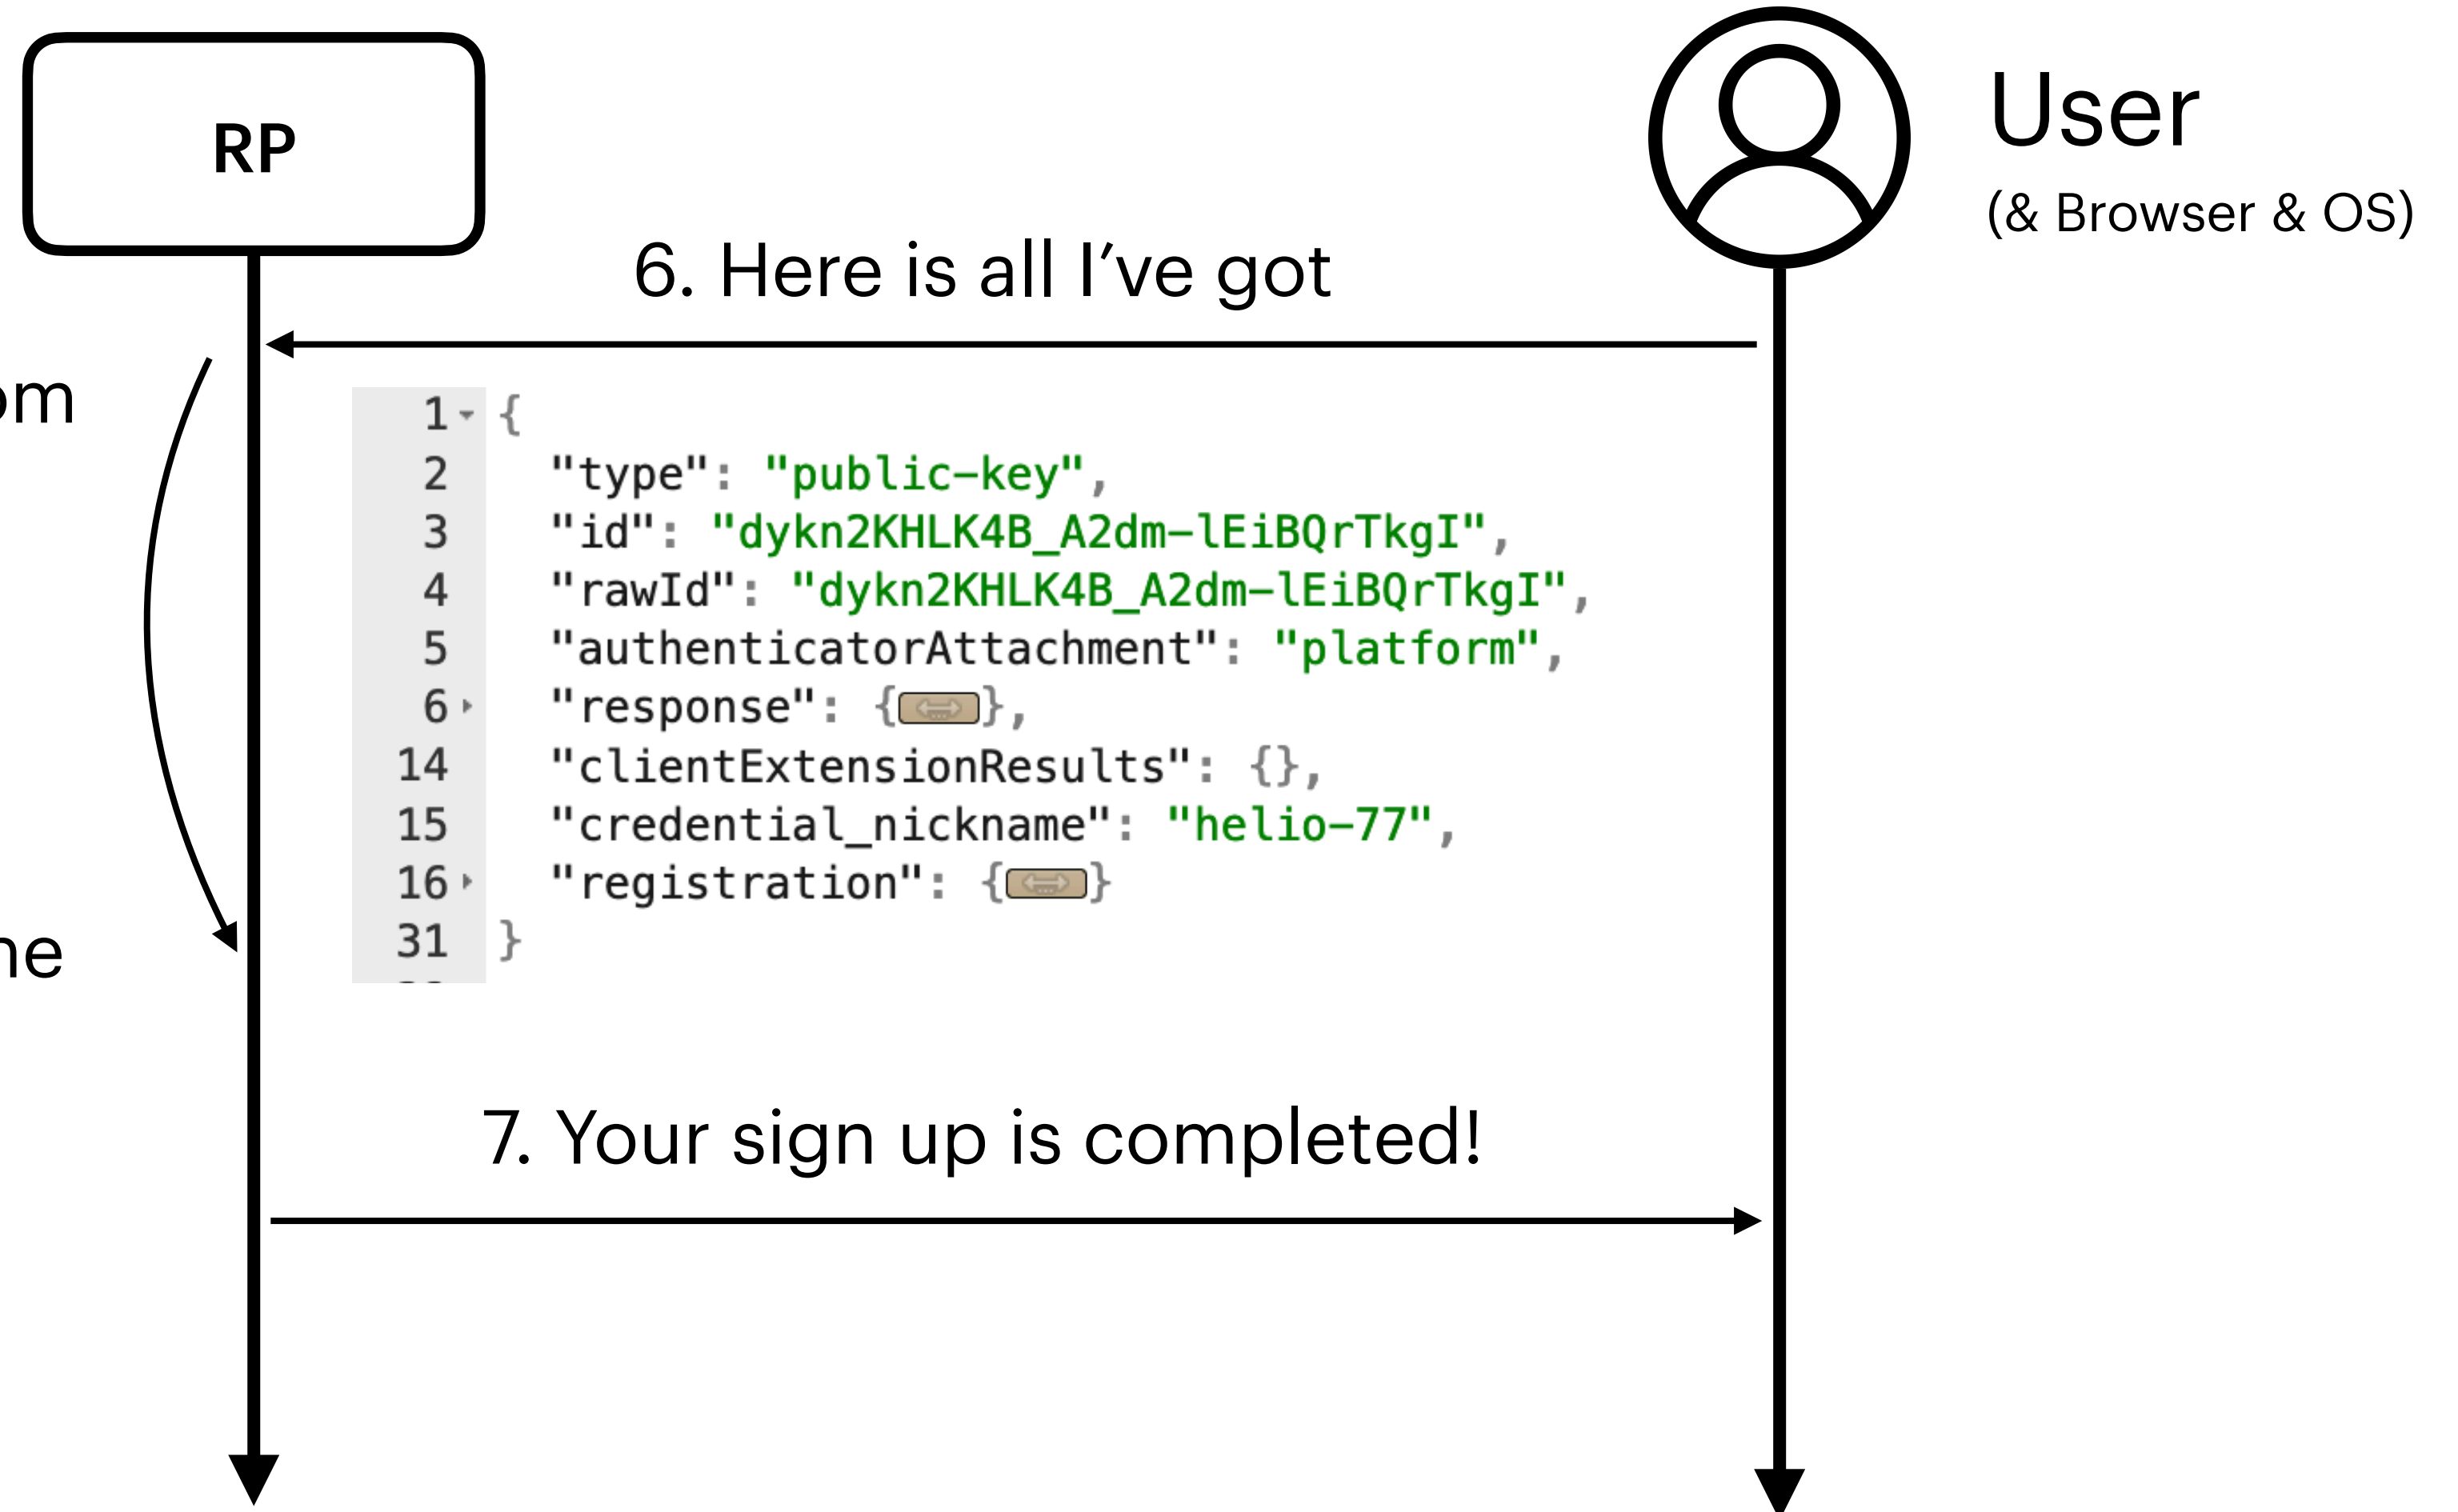 RP
User
(& Browser & OS)
6. Here is all I've got
om
1 {
2 "type": "public-key",
3 "id": "dykn2KHLK4B_A2dm-lEiBQrTkgI",
4 "rawId": "dykn2KHLK4B_A2dm-lEiBQrTkgI",
5 "authenticatorAttachment": "platform",
6 "response": {},
14 "clientExtensionResults": {},
15 "credential_nickname": "helio-77",
16 "registration": {}
31 }
ne
7. Your sign up is completed!